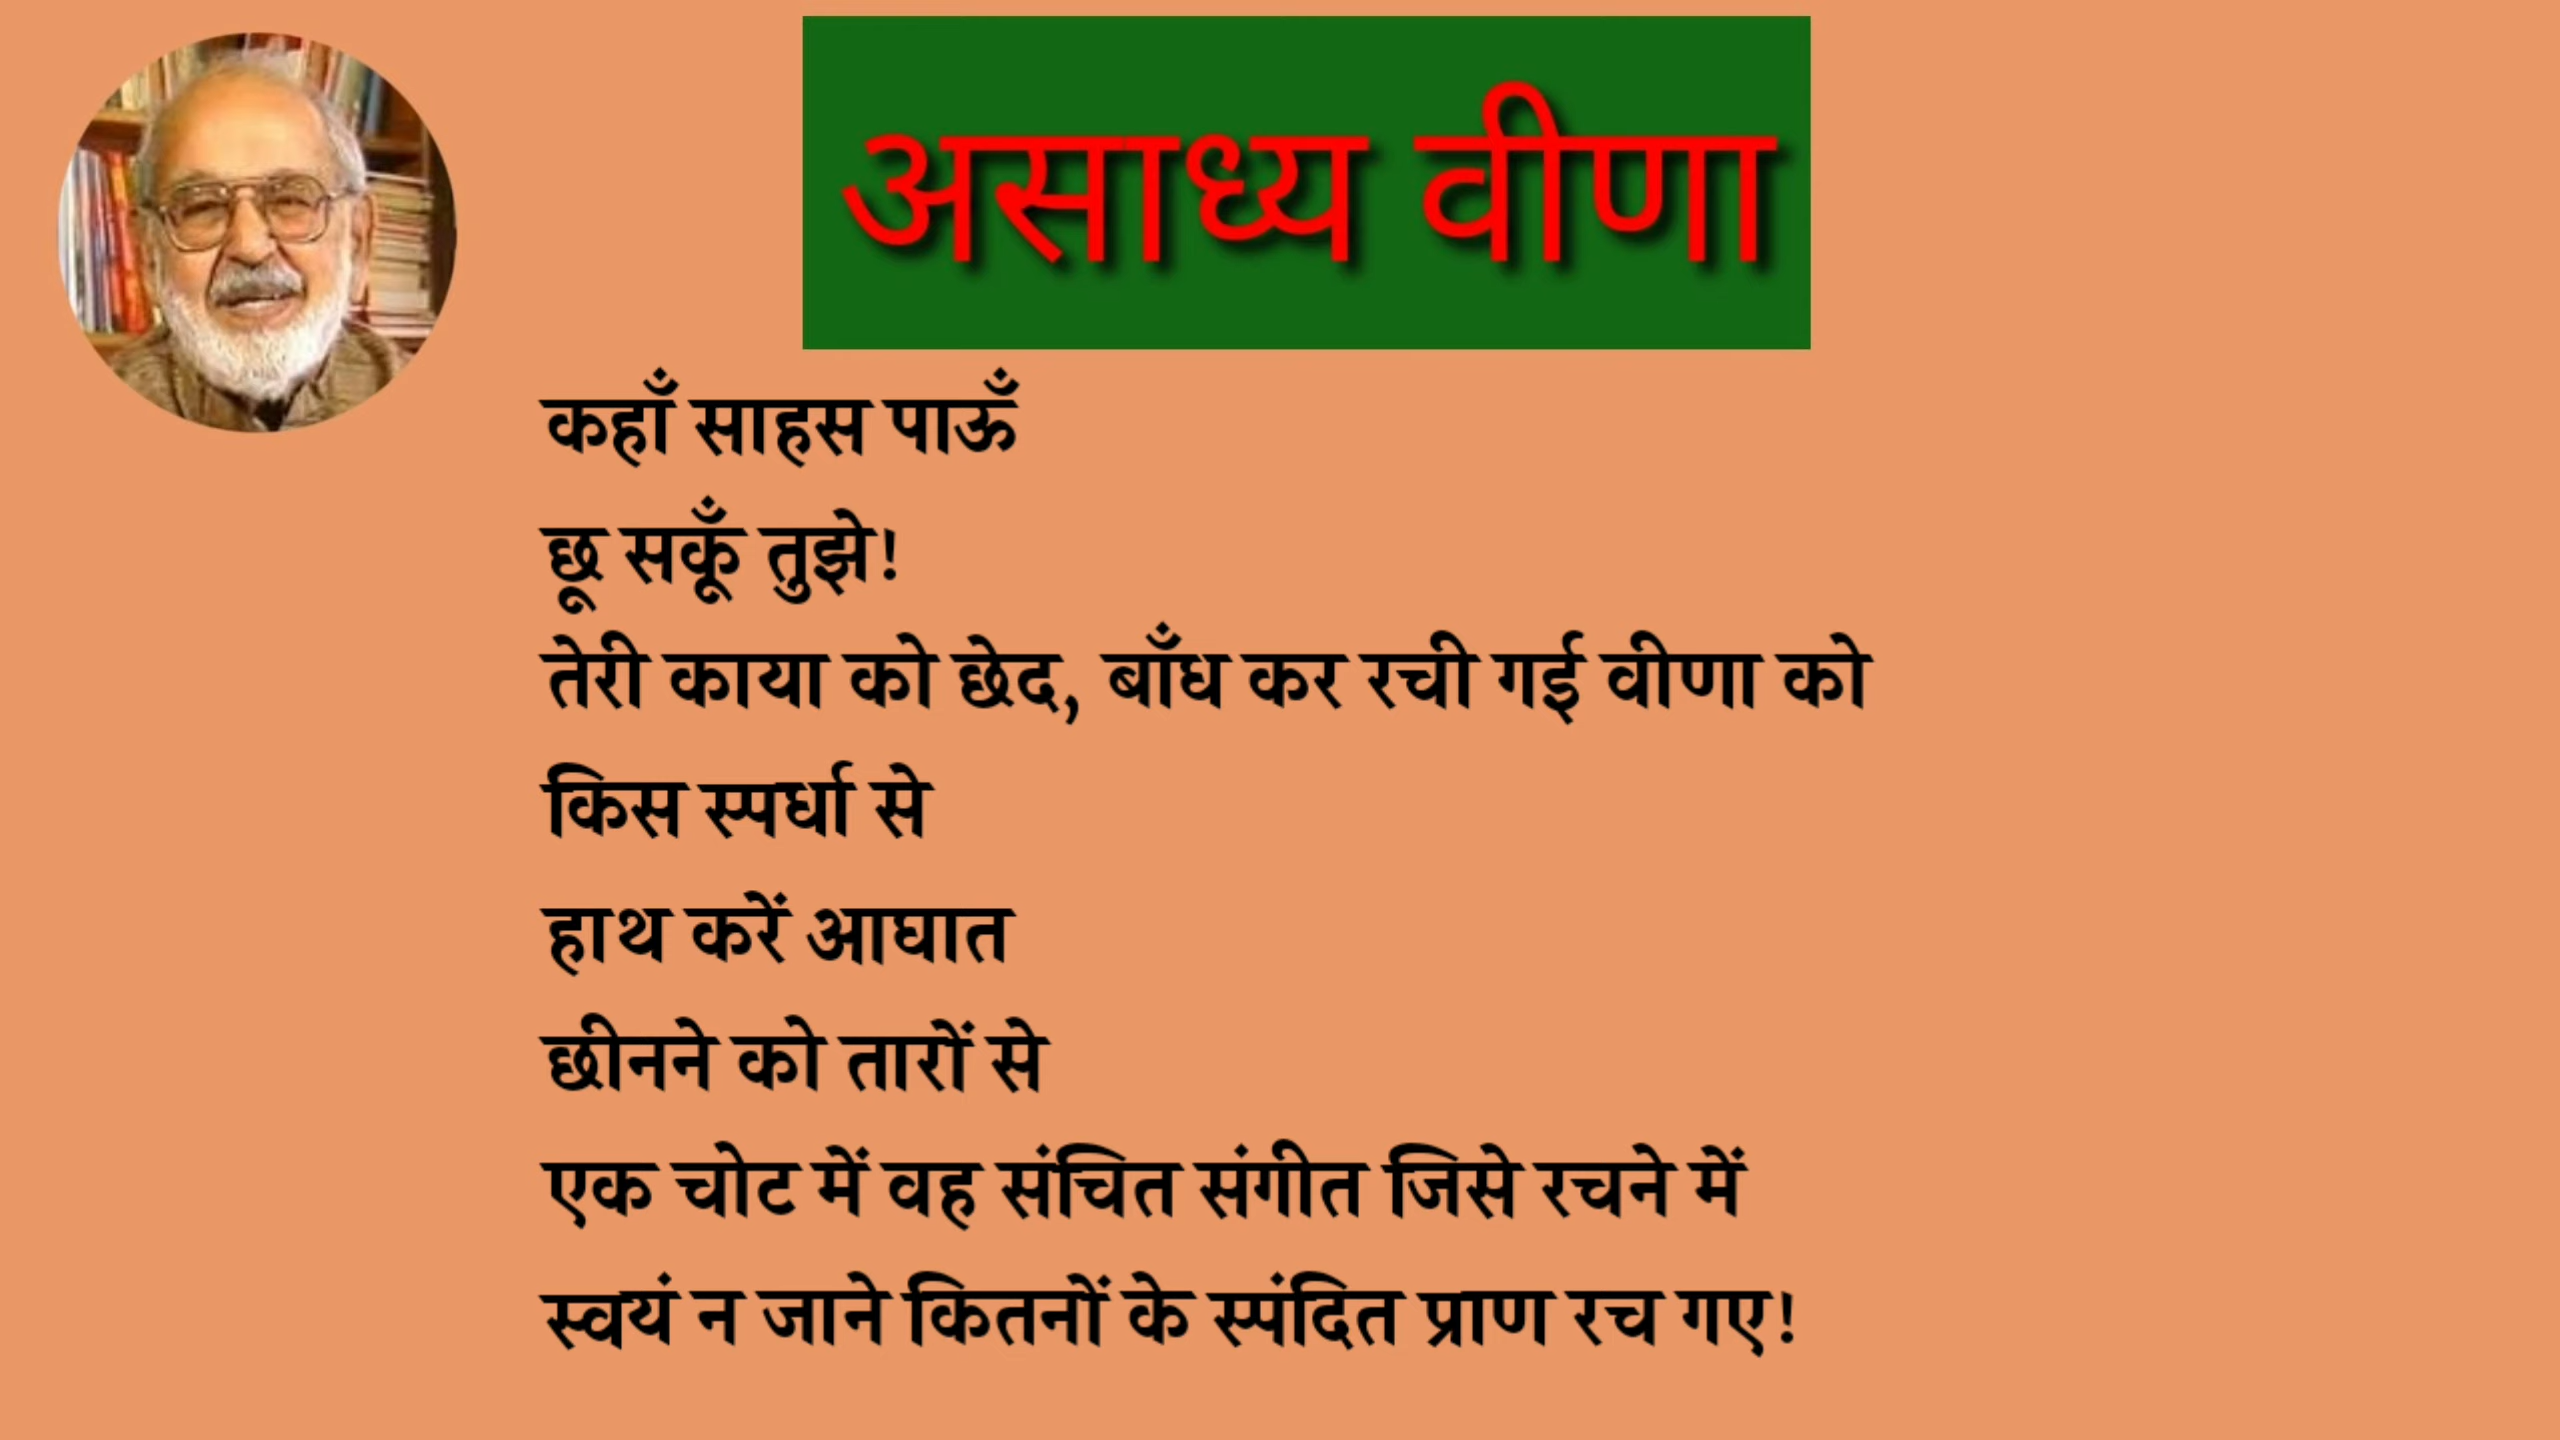 असाध्य वीणा
कहाँ साहस पाऊँ
छू सकूँ तुझे!
तेरी काया को छेद, बाँध कर रची गई वीणा को
किस स्पर्धा से
हाथ करें आघात
छीनने को तारों से
एक चोट में वह संचित संगीत जिसे रचने में
स्वयं न जाने कितनों के स्पंदित प्राण रच गए!